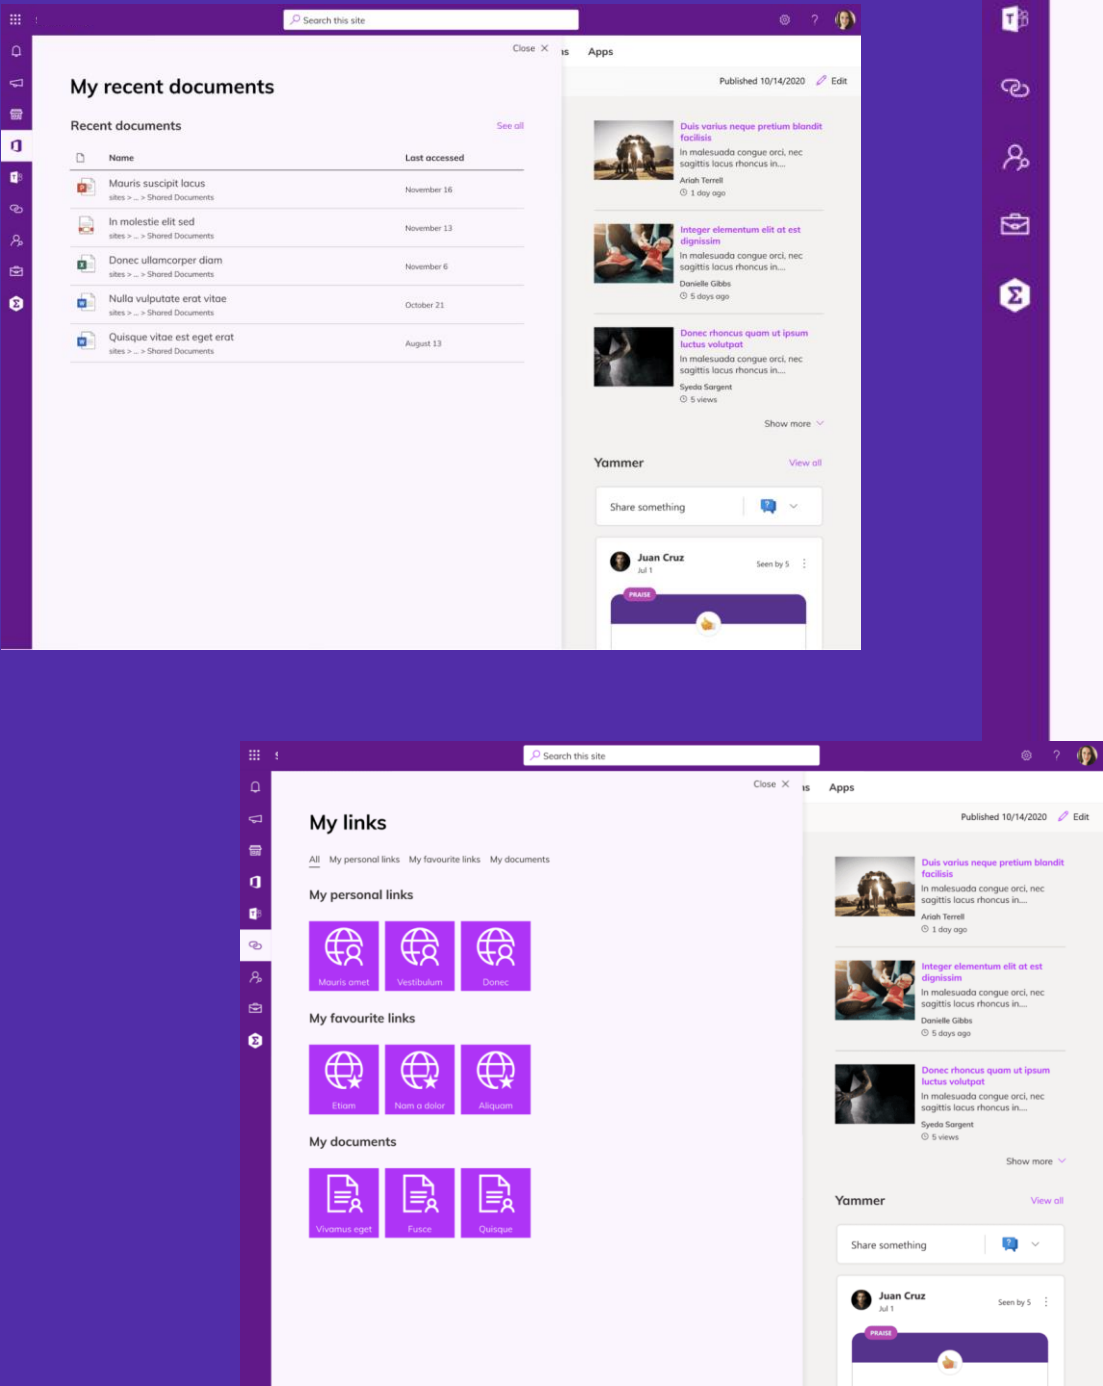 Search this site
Close
ns Apps
Published 10/14/2020 Edit
My recent documents
Recent documents See all
Name Last accessed
Mauris suscipit lacus
sites > ... > Shared Documents
November 16
In molestie elit sed
sites > ... > Shared Documents
November 13
Donec ullamcorper diam
sites > ... > Shared Documents
November 6
Nulla vulputate erat vitae
sites > ... > Shared Documents
October 21
Quisque vitae est eget erat
sites > ... > Shared Documents
August 13
Duis varius neque pretium blandit
facilisis
In malesuada congue orci, nec
sagittis lacus rhoncus in....
Ariah Terrell
1 day ago
Integer elementum elit at est
dignissim
In malesuada congue orci, nec
sagittis lacus rhoncus in....
Danielle Gibbs
5 days ago
Donec rhoncus quam ut ipsum
luctus volutpat
In malesuada congue orci, nec
sagittis lacus rhoncus in....
Syeda Sargent
5 views
Show more
Yammer View all
Share something
Juan Cruz
Jul 1
Seen by 5
PRAISE
Search this site
Close
ns Apps
Published 10/14/2020 Edit
My links
All My personal links My favourite links My documents
My personal links
Mauris amet Vestibulum Donec
My favourite links
Etiam Nam a dolor Aliquam
My documents
Vivamus eget Fusce Quisque
Duis varius neque pretium blandit
facilisis
In malesuada congue orci, nec
sagittis lacus rhoncus in....
Ariah Terrell
1 day ago
Integer elementum elit at est
dignissim
In malesuada congue orci, nec
sagittis lacus rhoncus in....
Danielle Gibbs
5 days ago
Donec rhoncus quam ut ipsum
luctus volutpat
In malesuada congue orci, nec
sagittis lacus rhoncus in....
Syeda Sargent
5 views
Show more
Yammer View all
Share something
Juan Cruz
Jul 1
Seen by 5
PRAISE